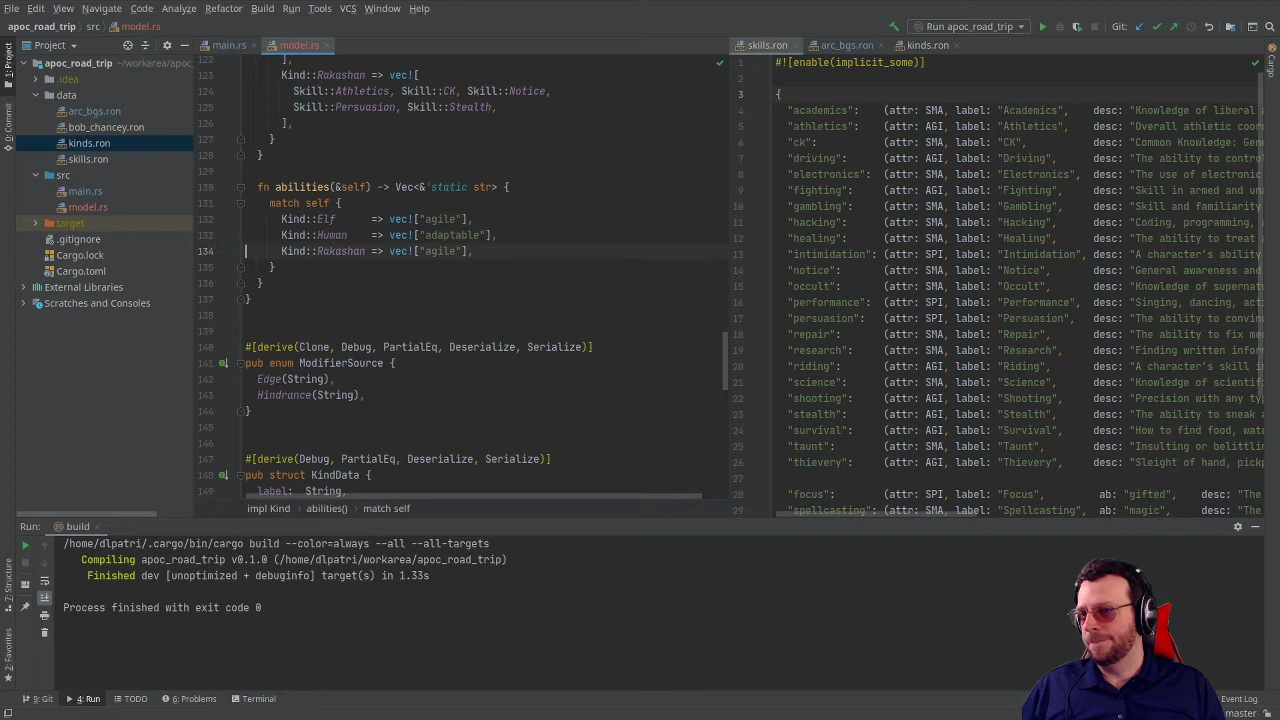 File Edit View Navigate Code Analyze Refactor Build Run Tools VCS Window Help
apoc_road_trip src model.rs
Run apoc_road_trip
Git:
1: Project
Project
main.rs
model.rs
skills.ron
arc_bgs.ron
kinds.ron
Cargo
apoc_road_trip ~/workarea/apoc_
.idea
data
arc_bgs.ron
bob_chancey.ron
kinds.ron
skills.ron
src
main.rs
model.rs
target
.gitignore
Cargo.lock
Cargo.toml
External Libraries
Scratches and Consoles
0: Commit
122 ],
123 Kind::Rakashan => vec![
124 Skill::Athletics, Skill::CK, Skill::Notice,
125 Skill::Persuasion, Skill::Stealth,
126 ],
127 }
128 }
129
130 fn abilities(&self) -> Vec<&'static str> {
131 match self {
132 Kind::Elf => vec!["agile"],
133 Kind::Human => vec!["adaptable"],
134 Kind::Rakashan => vec!["agile"],
135 }
136 }
137 }
138
139
140 #[derive(Clone, Debug, PartialEq, Deserialize, Serialize)]
141 pub enum ModifierSource {
142 Edge(String),
143 Hindrance(String),
144 }
145
146
147 #[derive(Debug, PartialEq, Deserialize, Serialize)]
148 pub struct KindData {
149 label: String,
impl Kind abilities() match self
1 #![enable(implicit_some)]
2
3 {
4 "academics": (attr: SMA, label: "Academics", desc: "Knowledge of liberal
5 "athletics": (attr: AGI, label: "Athletics", desc: "Overall athletic coor
6 "ck": (attr: SMA, label: "CK", desc: "Common Knowledge: Gen
7 "driving": (attr: AGI, label: "Driving", desc: "The ability to contro
8 "electronics": (attr: SMA, label: "Electronics", desc: "The use of electronic
9 "fighting": (attr: AGI, label: "Fighting", desc: "Skill in armed and una
10 "gambling": (attr: SMA, label: "Gambling", desc: "Skill and familiarity
11 "hacking": (attr: SMA, label: "Hacking", desc: "Coding, programming,
12 "healing": (attr: SMA, label: "Healing", desc: "The ability to treat
13 "intimidation": (attr: SPI, label: "Intimidation", desc: "A character's ability
14 "notice": (attr: SMA, label: "Notice", desc: "General awareness and
15 "occult": (attr: SMA, label: "Occult", desc: "Knowledge of supernatu
16 "performance": (attr: SPI, label: "Performance", desc: "Singing, dancing, acti
17 "persuasion": (attr: SPI, label: "Persuasion", desc: "The ability to convin
18 "repair": (attr: SMA, label: "Repair", desc: "The ability to fix me
19 "research": (attr: SMA, label: "Research", desc: "Finding written infor
20 "riding": (attr: AGI, label: "Riding", desc: "A character's skill in
21 "science": (attr: SMA, label: "Science", desc: "Knowledge of scientifi
22 "shooting": (attr: AGI, label: "Shooting", desc: "Precision with any ty
23 "stealth": (attr: AGI, label: "Stealth", desc: "The ability to sneak a
24 "survival": (attr: SMA, label: "Survival", desc: "How to find food, wate
25 "taunt": (attr: SMA, label: "Taunt", desc: "Insulting or belittlin
26 "thievery": (attr: AGI, label: "Thievery", desc: "Sleight of hand, pickp
28 "focus": (attr: SPI, label: "Focus", ab: "gifted", desc: "The
29 "spellcasting": (attr: SMA, label: "Spellcasting", ab: "magic", desc: "The
Run: build
/home/dlpatri/.cargo/bin/cargo build --color=always --all --all-targets
Compiling apoc_road_trip v0.1.0 (/home/dlpatri/workarea/apoc_road_trip)
Finished dev [unoptimized + debuginfo] target(s) in 1.33s
Process finished with exit code 0
7: Structure
2: Favorites
9: Git 4: Run TODO 6: Problems Terminal
Event Log
master